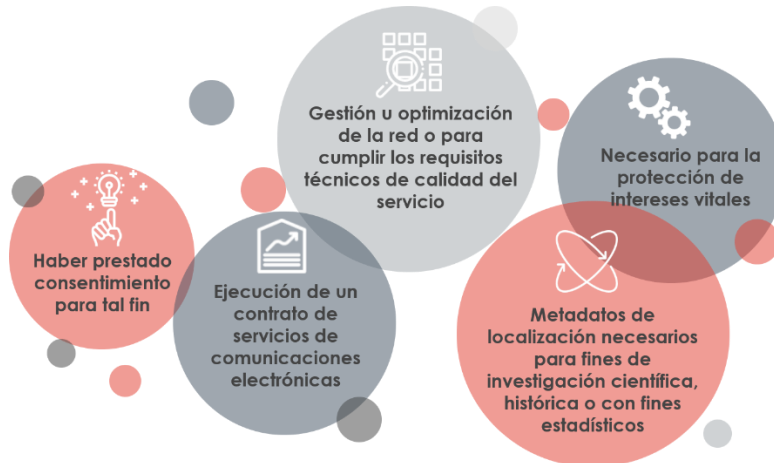 Haber prestado
consentimiento
para tal fin
Ejecución de un
contrato de
servicios de
comunicaciones
electrónicas
Gestión u optimización
de la red o para
cumplir los requisitos
técnicos de calidad del
servicio
Metadatos de
localización necesarios
para fines de
investigación científica,
histórica o con fines
estadísticos
Necesario para la
protección de
intereses vitales